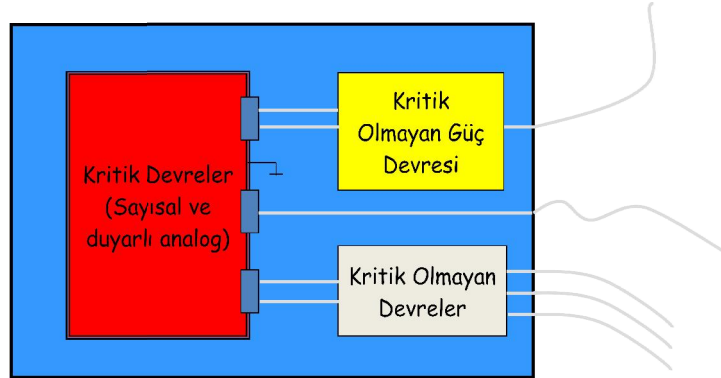 Kritik Devreler
(Sayısal ve
duyarlı analog)
Kritik
Olmayan Güç
Devresi
Kritik Olmayan
Devreler